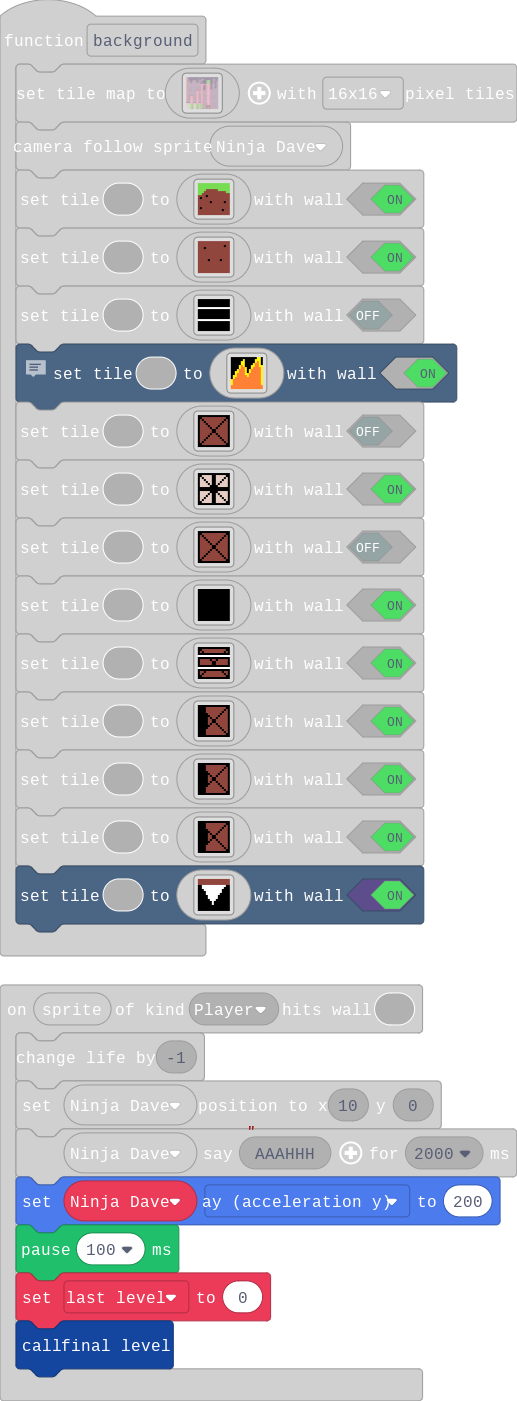 function background
set tile map to with 16x16 pixel tiles
camera follow sprite Ninja Dave
set tile to with wall ON
set tile to with wall ON
set tile to with wall OFF
set tile to with wall ON
set tile to with wall OFF
set tile to with wall ON
set tile to with wall OFF
set tile to with wall ON
set tile to with wall ON
set tile to with wall ON
set tile to with wall ON
set tile to with wall ON
set tile to with wall ON
on sprite of kind Player hits wall
change life by -1
set Ninja Dave position to x 10 y 0
"
Ninja Dave say AAAHHH for 2000 ms
set Ninja Dave ay (acceleration y) to 200
pause 100 ms
set last level to 0
call final level